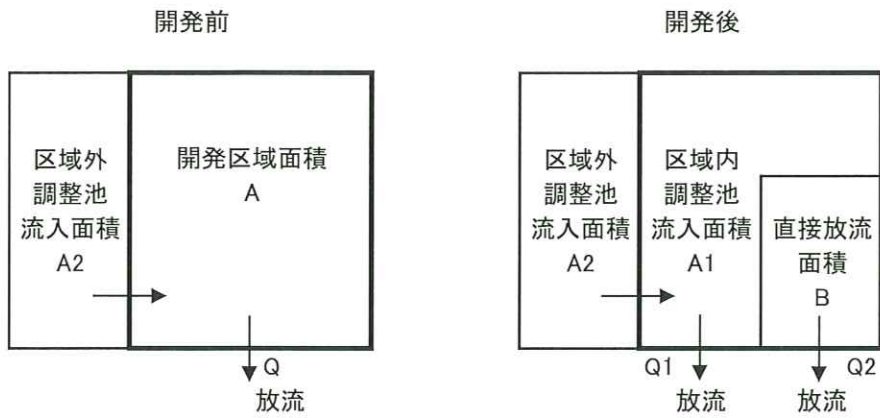 開発前
区域外
調整池
流入面積
A2
開発区域面積
A
Q
放流
開発後
区域外
調整池
流入面積
A2
区域内
調整池
流入面積
A1
直接放流
面積
B
Q1
放流
Q2
放流